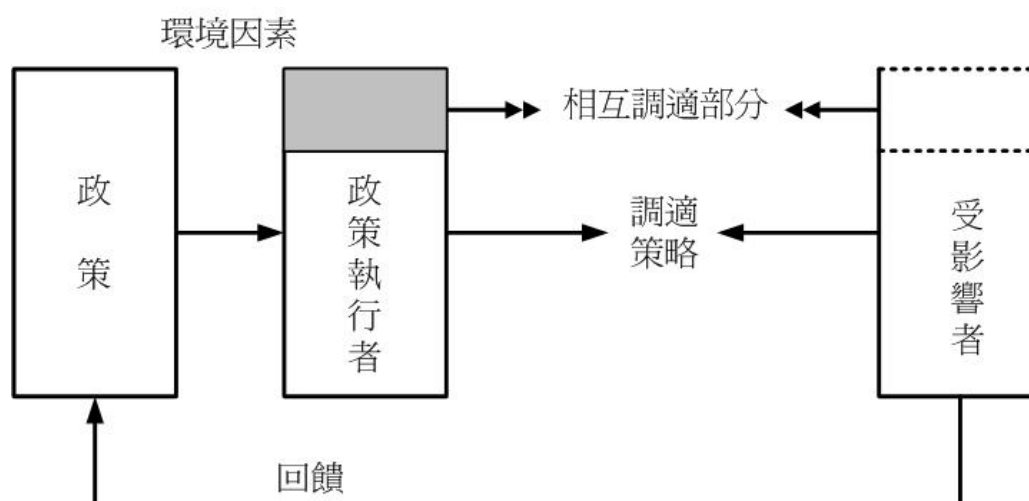 環境因素
相互調適部分
政策
政策執行者
調適
策略
受影響者
回饋